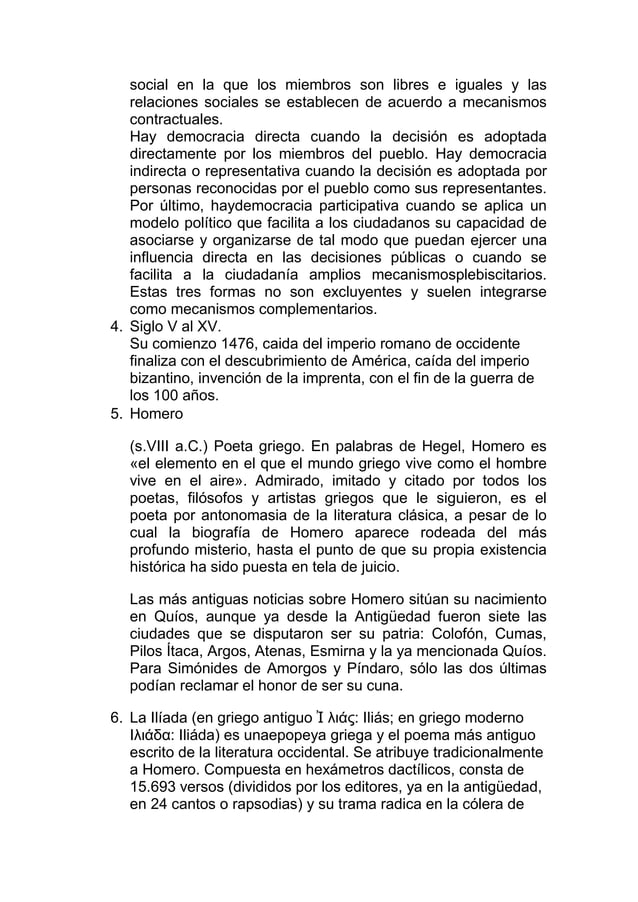 social en la que los miembros son libres e iguales y las
relaciones sociales se establecen de acuerdo a mecanismos
contractuales.
Hay democracia directa cuando la decisión es adoptada
directamente por los miembros del pueblo. Hay democracia
indirecta o representativa cuando la decisión es adoptada por
personas reconocidas por el pueblo como sus representantes.
Por último, haydemocracia participativa cuando se aplica un
modelo político que facilita a los ciudadanos su capacidad de
asociarse y organizarse de tal modo que puedan ejercer una
influencia directa en las decisiones públicas o cuando se
facilita a la ciudadanía amplios mecanismosplebiscitarios.
Estas tres formas no son excluyentes y suelen integrarse
como mecanismos complementarios.
4. Siglo V al XV.
Su comienzo 1476, caida del imperio romano de occidente
finaliza con el descubrimiento de América, caída del imperio
bizantino, invención de la imprenta, con el fin de la guerra de
los 100 años.
5. Homero
(s.VIII a.C.) Poeta griego. En palabras de Hegel, Homero es
«el elemento en el que el mundo griego vive como el hombre
vive en el aire». Admirado, imitado y citado por todos los
poetas, filósofos y artistas griegos que le siguieron, es el
poeta por antonomasia de la literatura clásica, a pesar de lo
cual la biografía de Homero aparece rodeada del más
profundo misterio, hasta el punto de que su propia existencia
histórica ha sido puesta en tela de juicio.
Las más antiguas noticias sobre Homero sitúan su nacimiento
en Quíos, aunque ya desde la Antigüedad fueron siete las
ciudades que se disputaron ser su patria: Colofón, Cumas,
Pilos Ítaca, Argos, Atenas, Esmirna y la ya mencionada Quíos.
Para Simónides de Amorgos y Píndaro, sólo las dos últimas
podían reclamar el honor de ser su cuna.
6. La Ilíada (en griego antiguo Ἰ λιάς: Iliás; en griego moderno
Ιλιάδα: Iliáda) es unaepopeya griega y el poema más antiguo
escrito de la literatura occidental. Se atribuye tradicionalmente
a Homero. Compuesta en hexámetros dactílicos, consta de
15.693 versos (divididos por los editores, ya en la antigüedad,
en 24 cantos o rapsodias) y su trama radica en la cólera de